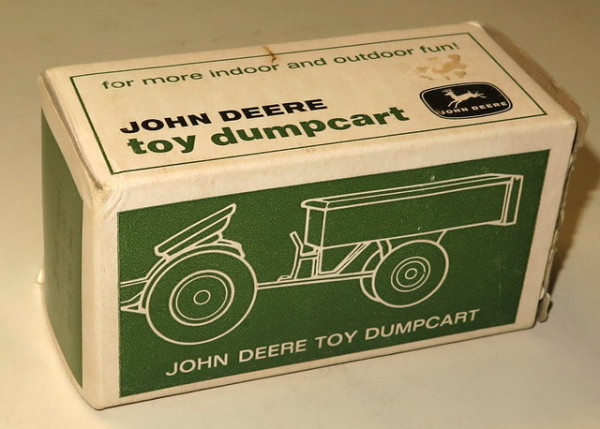 for more indoor and outdoor fun!
JOHN DEERE
toy dumpcart
JOHN DEERE
JOHN DEERE TOY DUMPCART